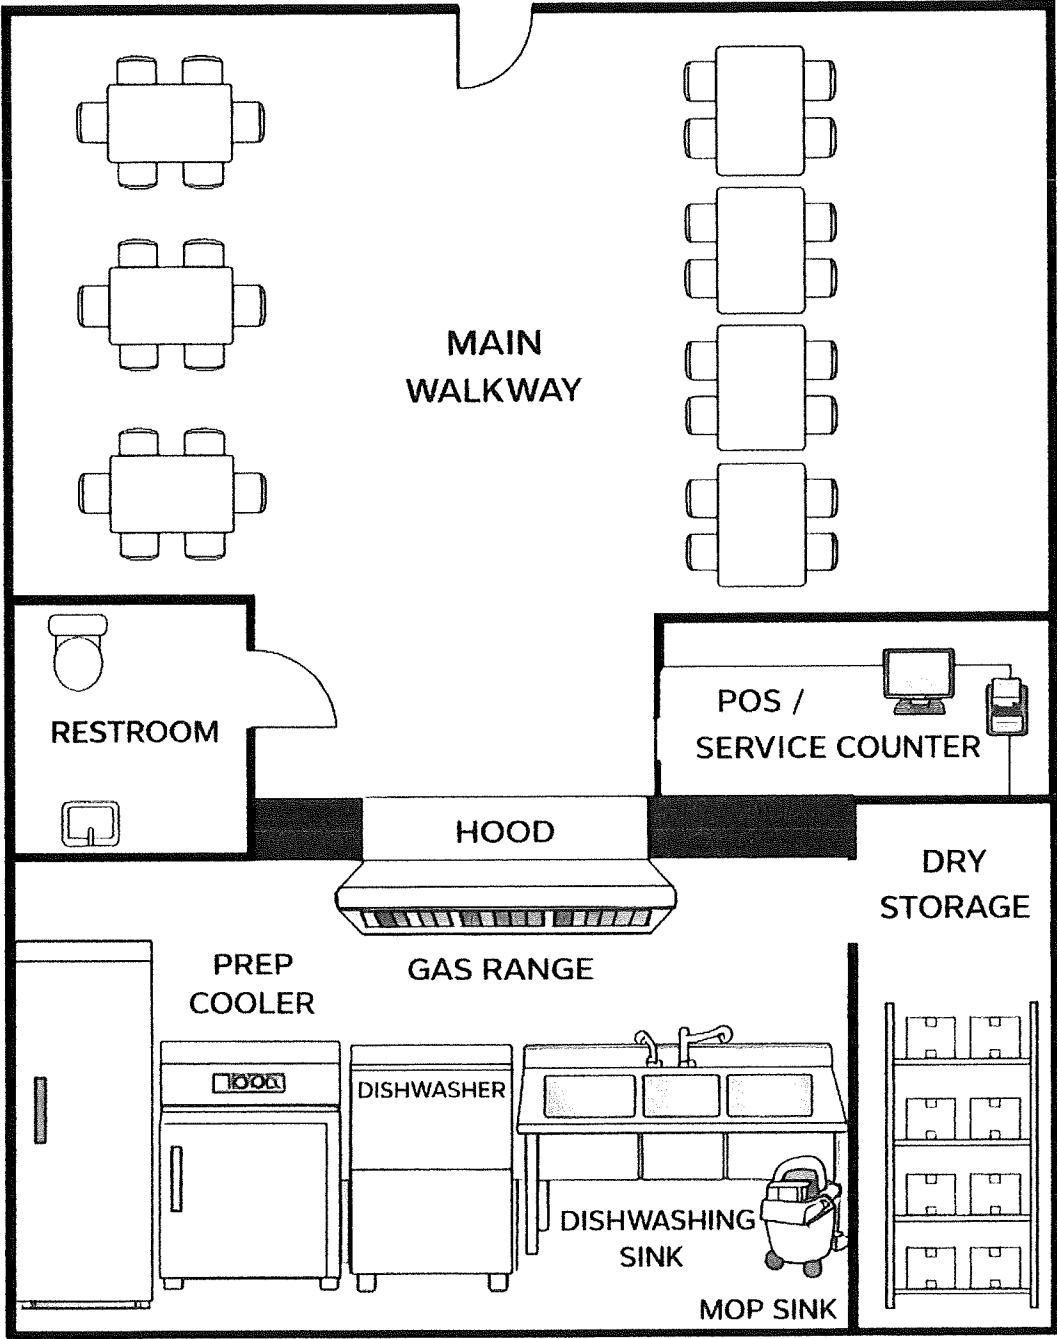 MAIN
WALKWAY
POS /
SERVICE COUNTER
RESTROOM
HOOD
DRY
STORAGE
PREP
COOLER
GAS RANGE
DISHWASHER
DISHWASHING
SINK
MOP SINK